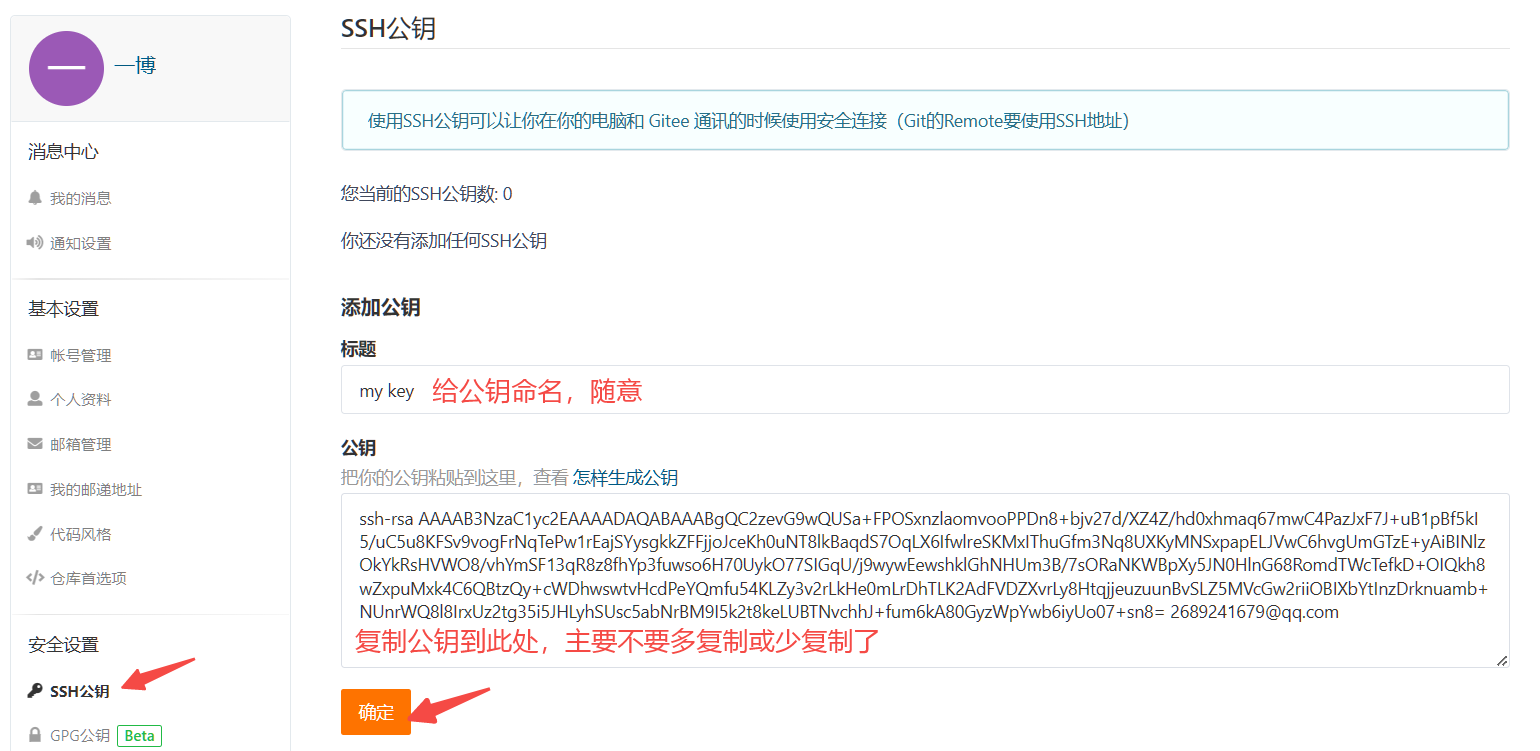 一
一博
消息中心
我的消息
通知设置
基本设置
帐号管理
个人资料
邮箱管理
我的邮递地址
代码风格
仓库首选项
安全设置
SSH公钥
GPG公钥 Beta
SSH公钥
使用SSH公钥可以让你在你的电脑和 Gitee 通讯的时候使用安全连接（Git的Remote要使用SSH地址）
您当前的SSH公钥数: 0
你还没有添加任何SSH公钥
添加公钥
标题
my key 给公钥命名，随意
公钥
把你的公钥粘贴到这里，查看 怎样生成公钥
ssh-rsa AAAAB3NzaC1yc2EAAAADAQABAAABgQC2zevG9wQUSa+FPOSxnzlaomvooPPDn8+bjv27d/XZ4Z/hd0xhmaq67mwC4PazJxF7J+uB1pBf5kI
5/uC5u8KFSv9vogFrNqTePw1rEajSYysgkkZFFjjoJceKh0uNT8lkBaqdS7OqLX6IfwlreSKMxIThuGfm3Nq8UXKyMNSxpapELJVwC6hvgUmGTzE+yAiBINlz
OkYkRsHVWO8/vhYmSF13qR8z8fhYp3fuwso6H70UykO77SIGqU/j9wywEewshklGhNHUm3B/7sORaNKWBpXy5JN0HlnG68RomdTWcTefkD+OIQkh8
wZxpuMxk4C6QBtzQy+cWDhwswtvHcdPeYQmfu54KLZy3v2rLkHe0mLrDhTLK2AdFVDZXvrLy8HtqjjeuzuunBvSLZ5MVcGw2riiOBIXbYtInzDrknuamb+
NUnrWQ8l8IrxUz2tg35i5JHLyhSUsc5abNrBM9I5k2t8keLUBTNvchhJ+fum6kA80GyzWpYwb6iyUo07+sn8= 2689241679@qq.com
复制公钥到此处，主要不要多复制或少复制了
确定